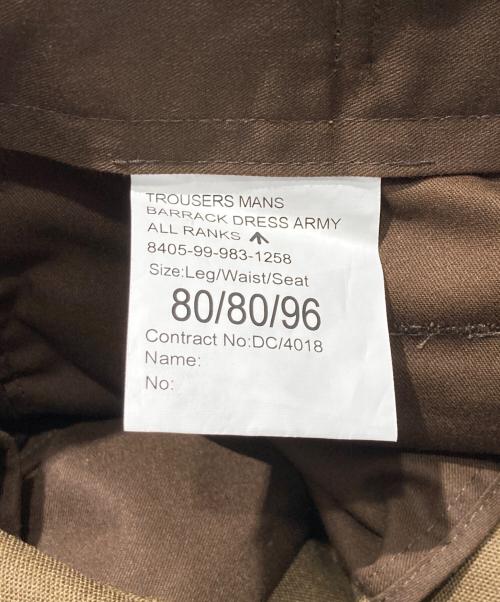 TROUSERS MANS
BARRACK DRESS ARMY
ALL RANKS
8405-99-983-1258
Size:Leg/Waist/Seat
80/80/96
Contract No:DC/4018
Name:
No: